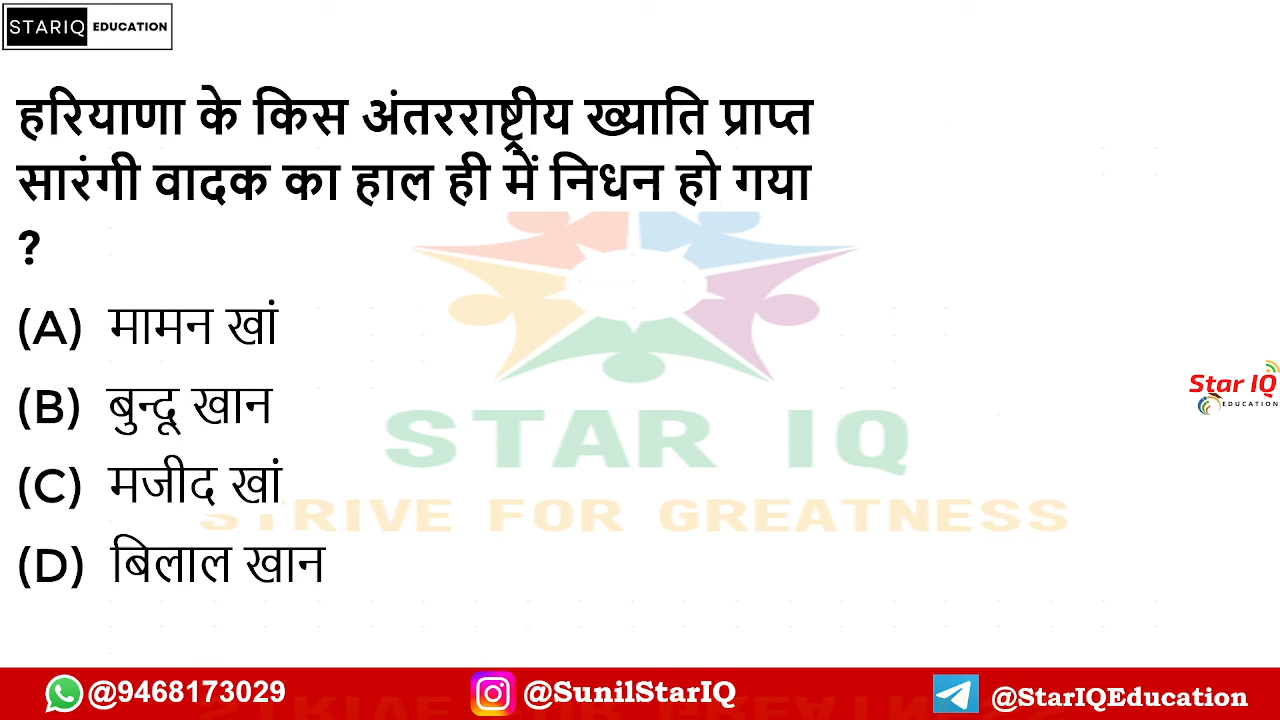 STARIQ EDUCATION
हरियाणा के किस अंतरराष्ट्रीय ख्याति प्राप्त
सारंगी वादक का हाल ही में निधन हो गया
?
(A) मामन खां
(B) बुन्दू खान
(C) मजीद खां
(D) बिलाल खान
STAR IQ
STRIVE FOR GREATNESS
Star IQ
EDUCATION
@9468173029 @SunilStarIQ @StarIQEducation